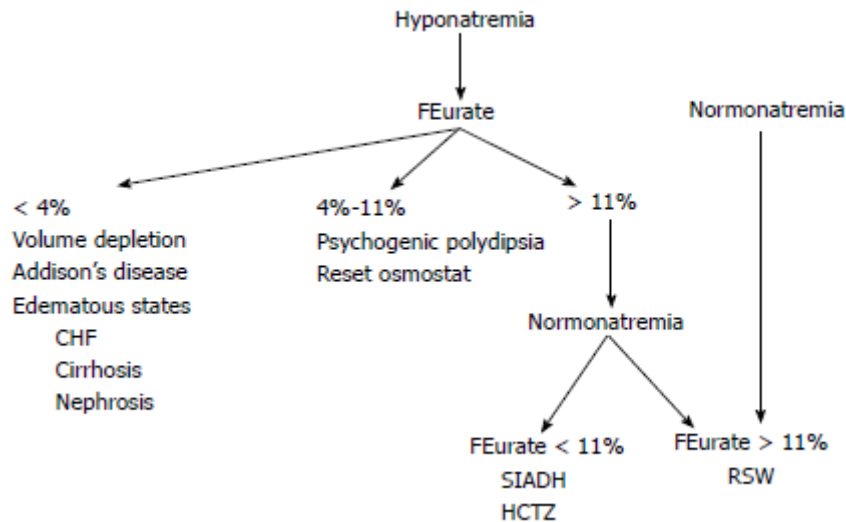 Hyponatremia
FEurate
Normonatremia
< 4%
Volume depletion
Addison's disease
Edematous states
CHF
Cirrhosis
Nephrosis
4%-11%
Psychogenic polydipsia
Reset osmostat
> 11%
Normonatremia
FEurate < 11%
SIADH
HCTZ
FEurate > 11%
RSW